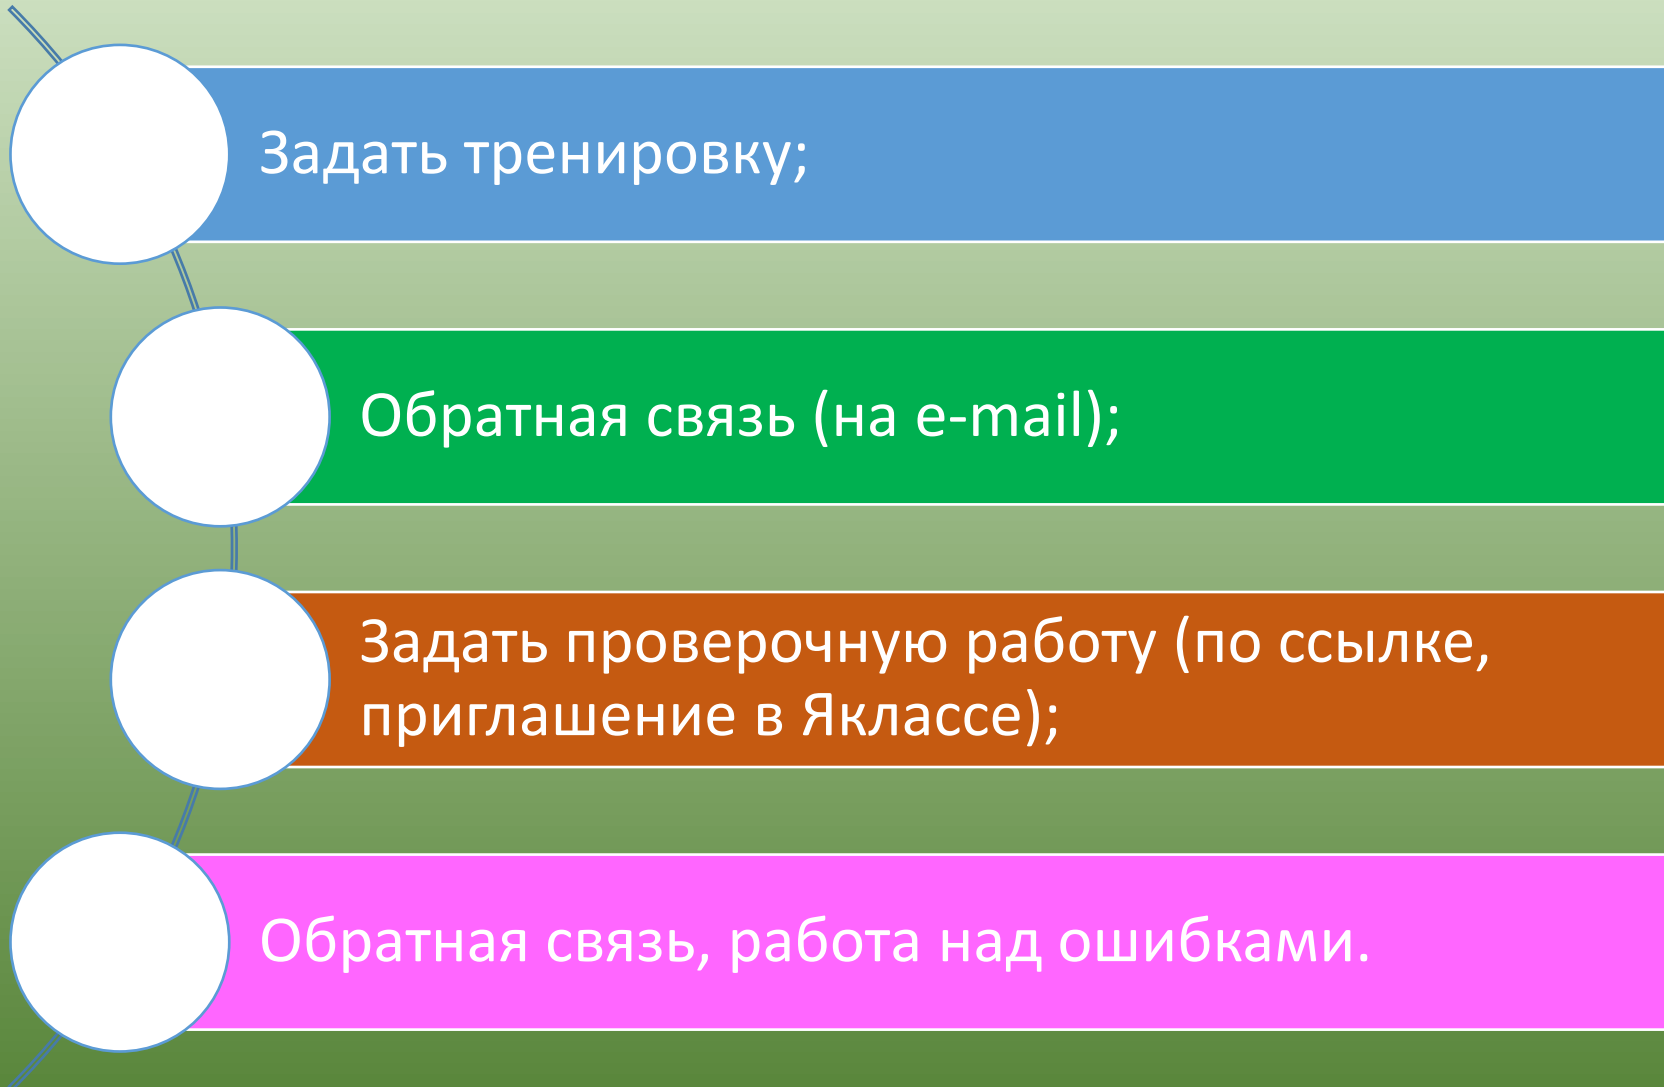 Задать тренировку;
Обратная связь (на e-mail);
Задать проверочную работу (по ссылке,
приглашение в Яклассе);
Обратная связь, работа над ошибками.